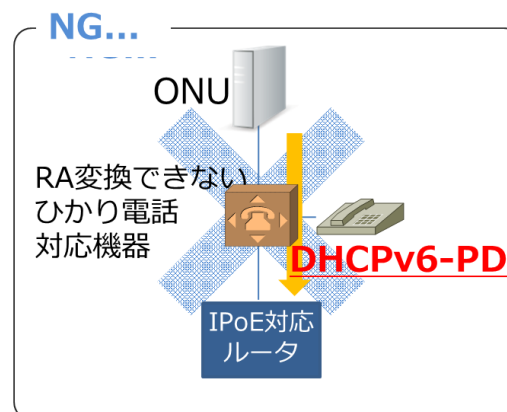 NG...
ONU
RA変換できない
ひかり電話
対応機器
DHCPv6-PD
IPoE対応
ルータ